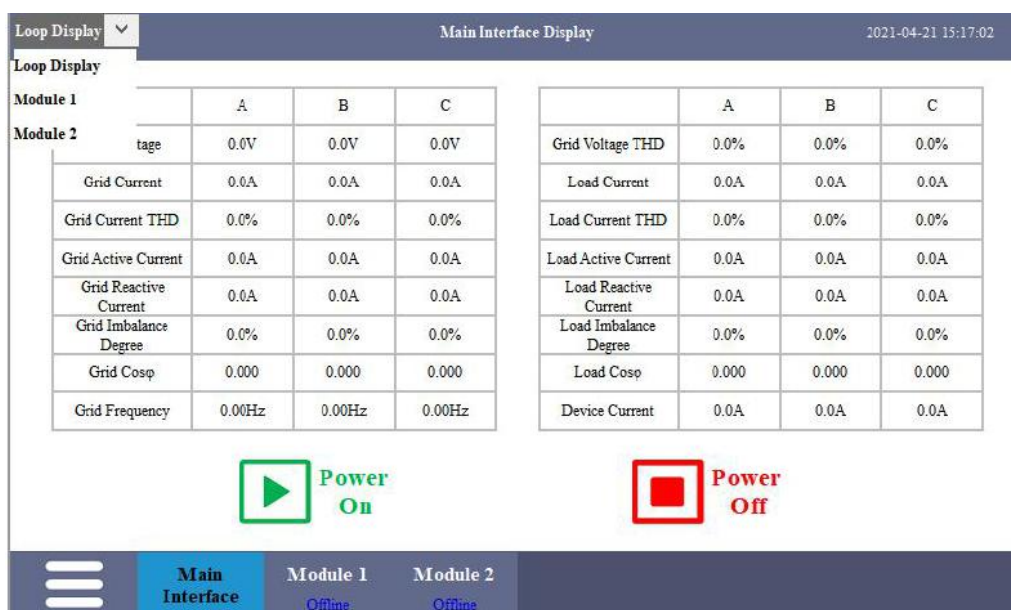 Loop Display
Main Interface Display
2021-04-21 15:17:02
Loop Display
Module 1
Module 2
A B C
tage 0.0V 0.0V 0.0V
Grid Current 0.0A 0.0A 0.0A
Grid Current THD 0.0% 0.0% 0.0%
Grid Active Current 0.0A 0.0A 0.0A
Grid Reactive
Current 0.0A 0.0A 0.0A
Grid Imbalance
Degree 0.0% 0.0% 0.0%
Grid Cosφ 0.000 0.000 0.000
Grid Frequency 0.00Hz 0.00Hz 0.00Hz
A B C
Grid Voltage THD 0.0% 0.0% 0.0%
Load Current 0.0A 0.0A 0.0A
Load Current THD 0.0% 0.0% 0.0%
Load Active Current 0.0A 0.0A 0.0A
Load Reactive
Current 0.0A 0.0A 0.0A
Load Imbalance
Degree 0.0% 0.0% 0.0%
Load Cosφ 0.000 0.000 0.000
Device Current 0.0A 0.0A 0.0A
Power
On
Power
Off
Main
Interface
Module 1
Offline
Module 2
Offline